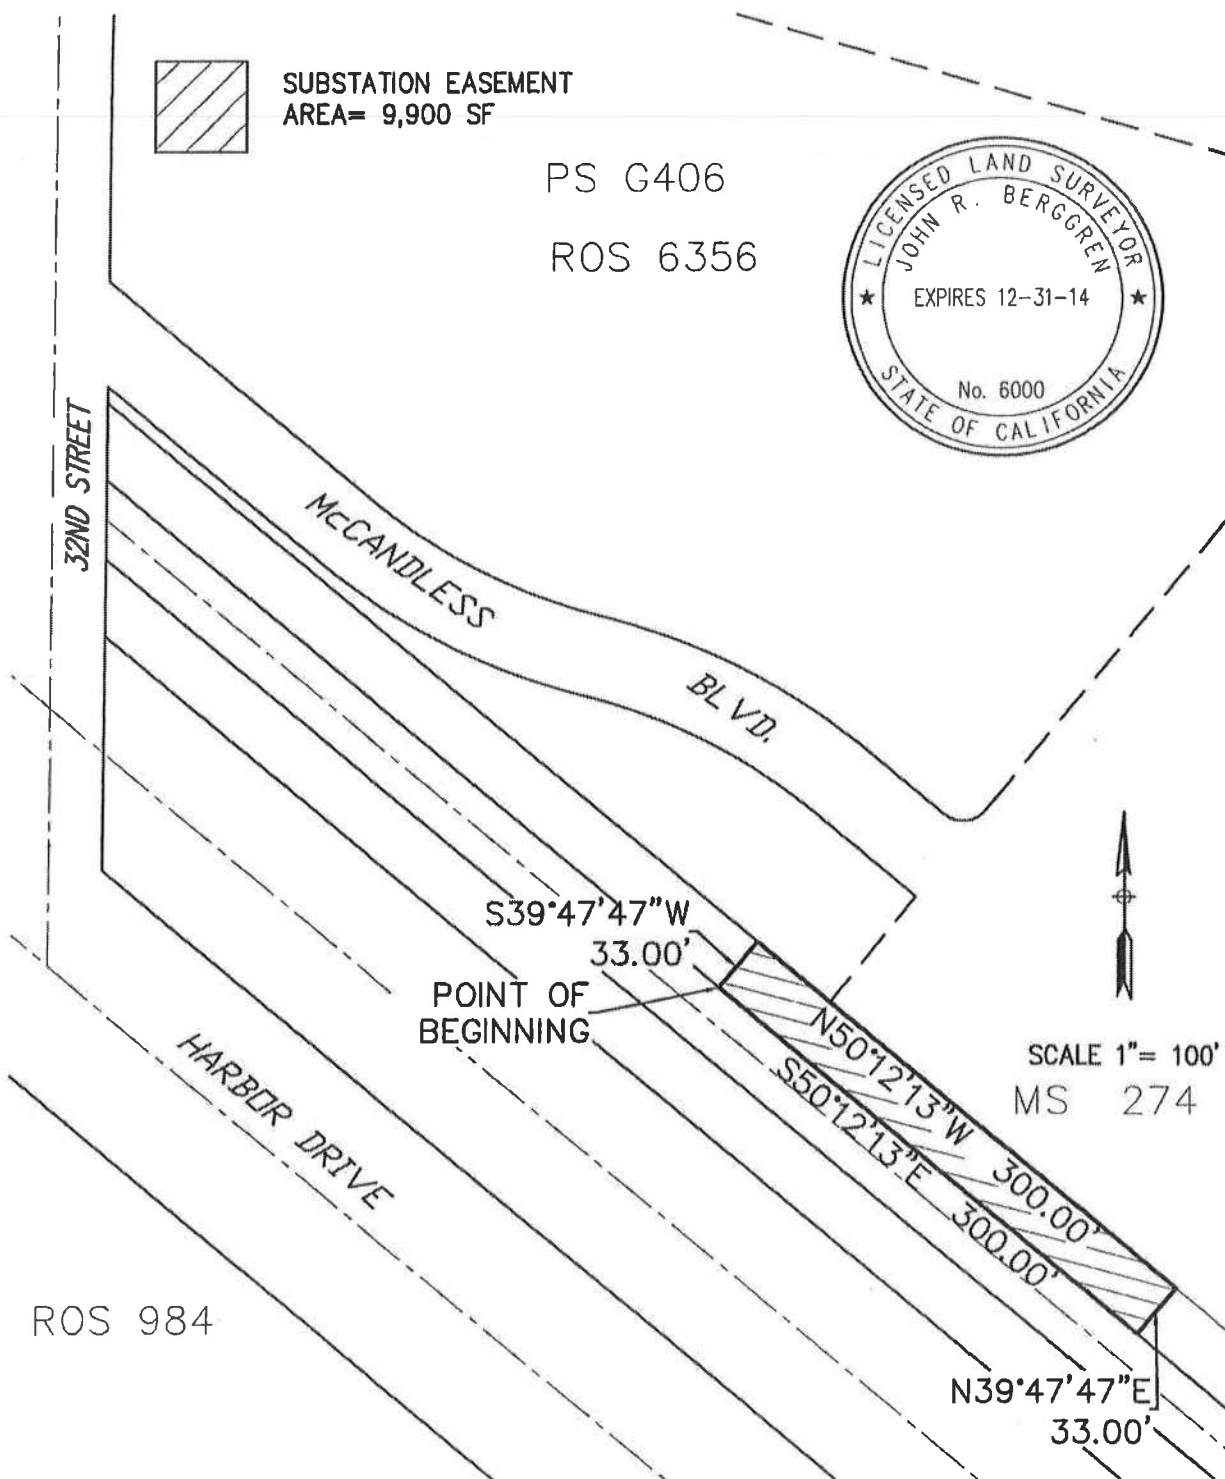 SUBSTATION EASEMENT
AREA= 9,900 SF
PS G406
ROS 6356
LICENSED LAND SURVEYOR
JOHN R. BERGGREN
EXPIRES 12-31-14
No. 6000
STATE OF CALIFORNIA
32ND STREET
McCANDLESS
BLVD.
S39°47'47"W
33.00'
POINT OF
BEGINNING
N50°12'13"W 300.00'
S50°12'13"E 300.00'
SCALE 1"= 100'
MS 274
HARBOR DRIVE
ROS 984
N39°47'47"E
33.00'